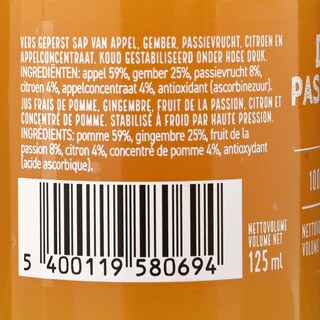 VERS GEPERST SAP VAN APPEL, GEMBER, PASSIEVRUCHT, CITROEN EN
APPELCONCENTRAAT. KOUD GESTABILISEERD ONDER HOGE DRUK.
INGREDIËNTEN: appel 59%, gember 25%, passievrucht 8%,
citroen 4%, appelconcentraat 4%, antioxidant (ascorbinezuur).
JUS FRAIS DE POMME, GINGEMBRE, FRUIT DE LA PASSION, CITRON ET
CONCENTRÉ DE POMME. STABILISÉ À FROID PAR HAUTE PRESSION.
INGRÉDIENTS: pomme 59%, gingembre 25%, fruit de la
passion 8%, citron 4%, concentré de pomme 4%, antioxydant
(acide ascorbique).
5 400119 580694
NETTOVOLUME
VOLUME NET
125 ml
PAS
100